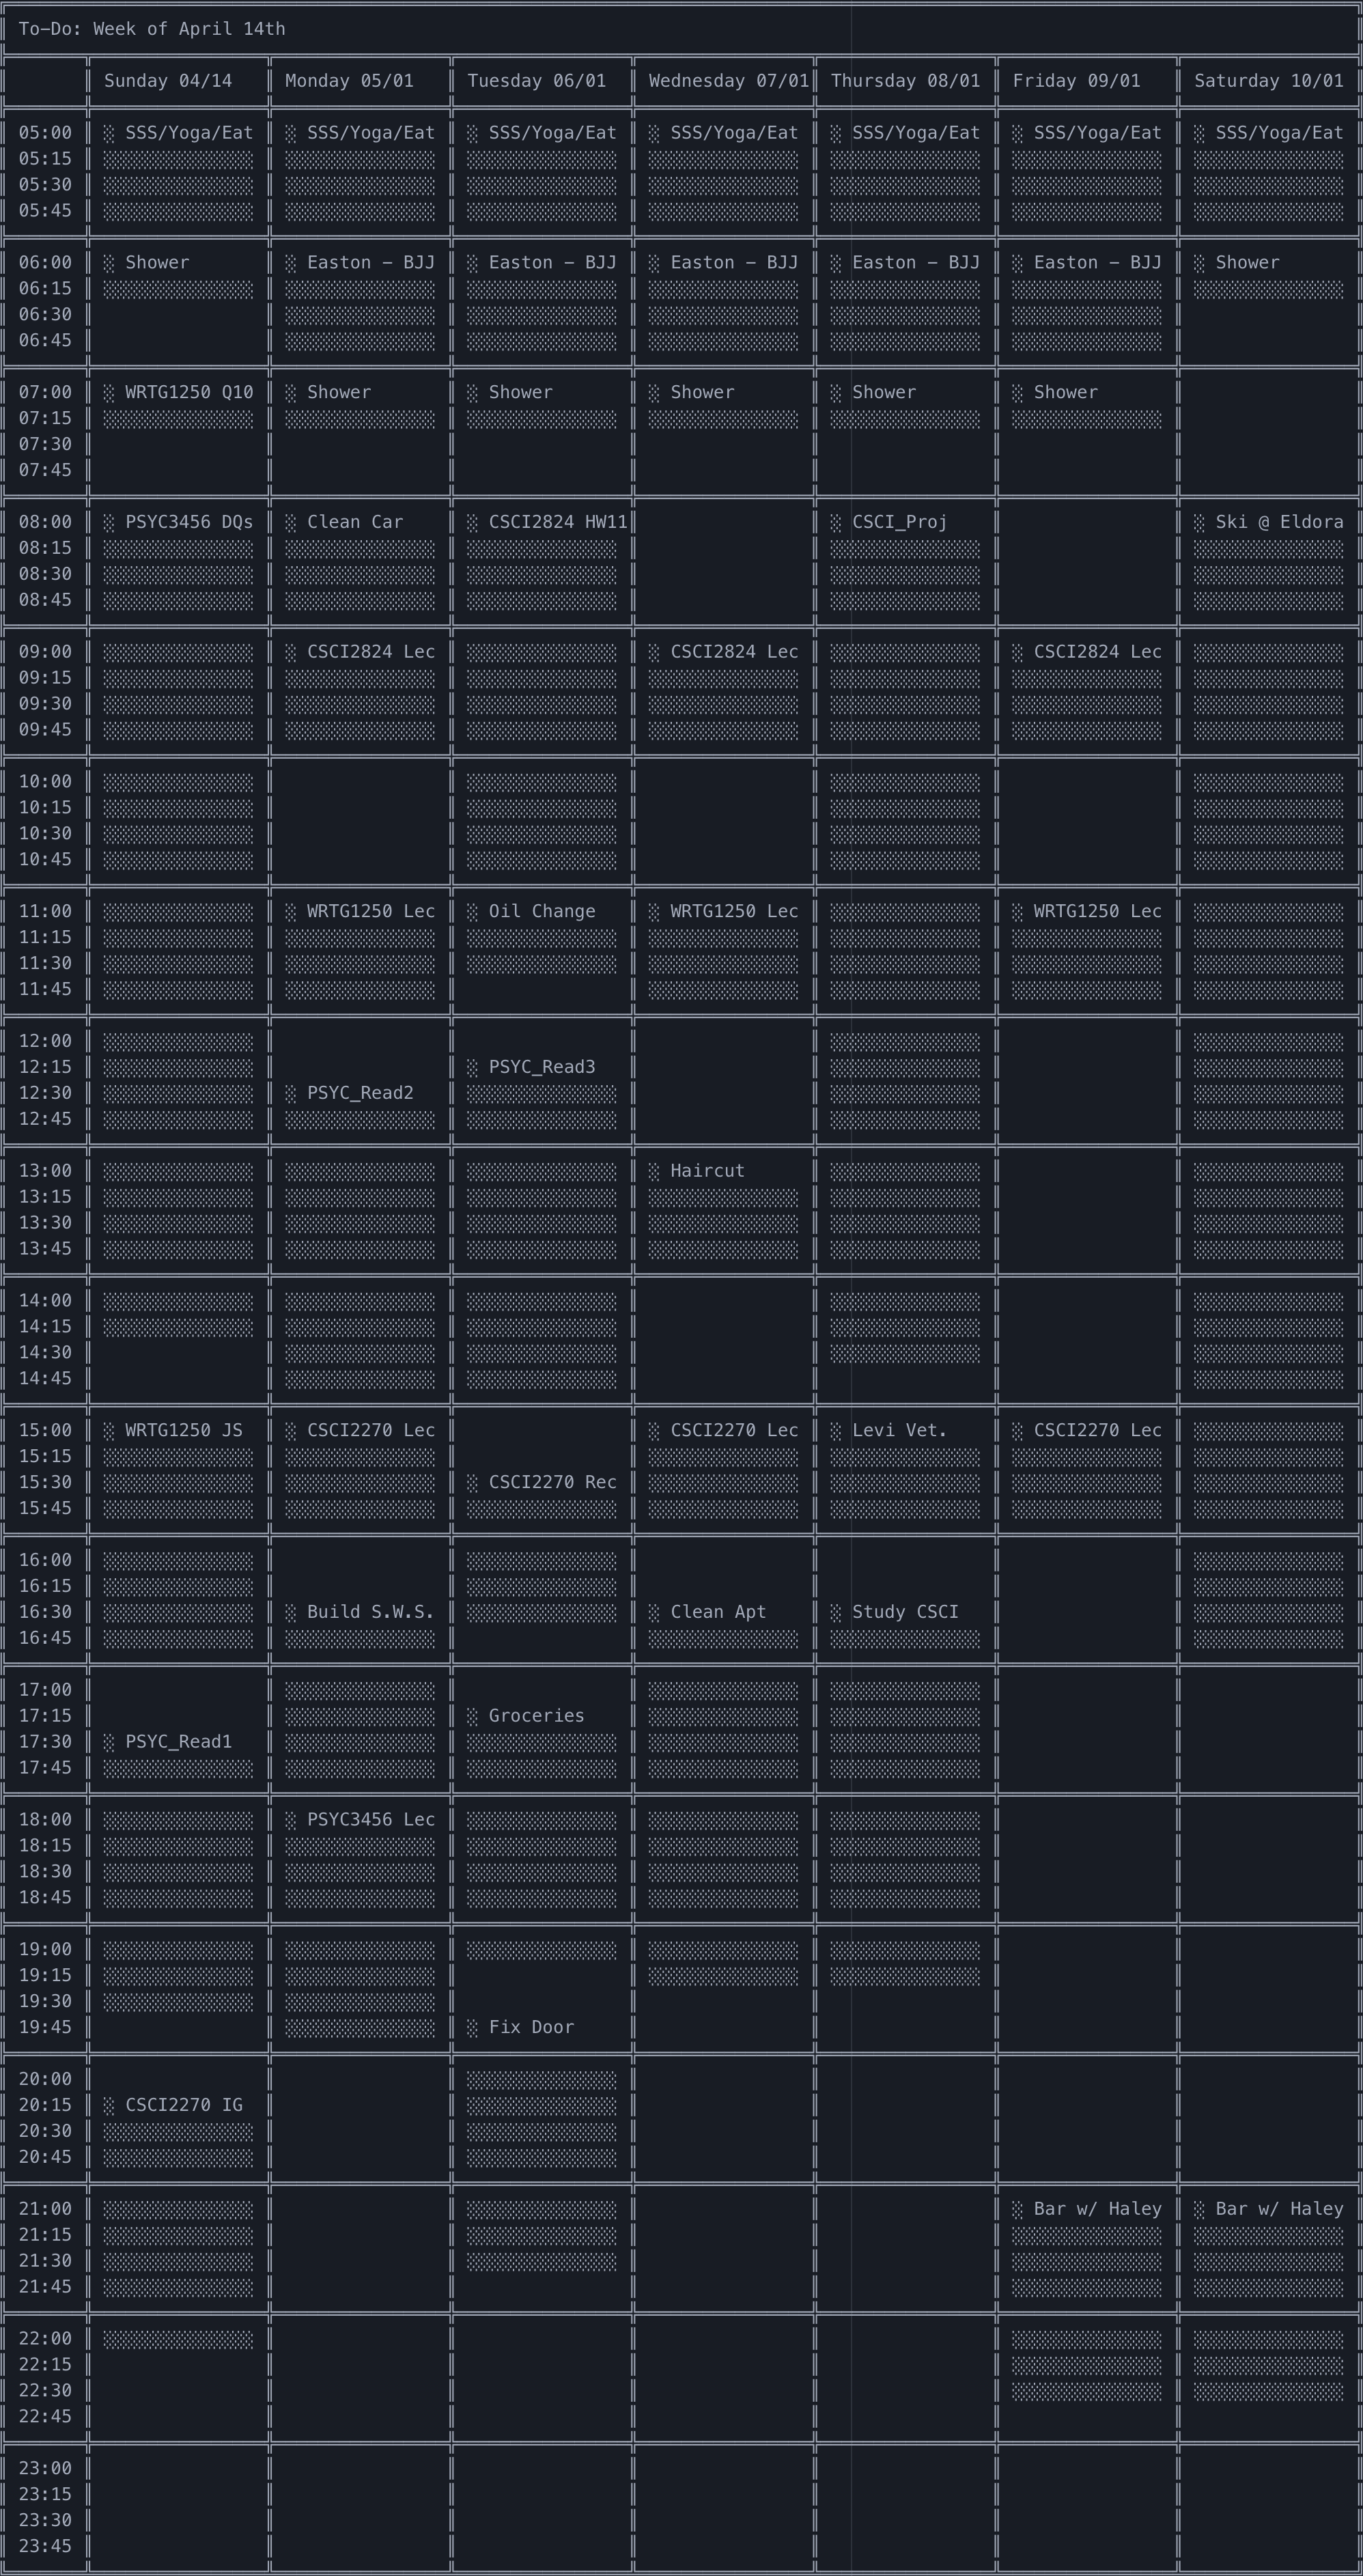 To-Do: Week of April 14th
Sunday 04/14 Monday 05/01 Tuesday 06/01 Wednesday 07/01 Thursday 08/01 Friday 09/01 Saturday 10/01
05:00 SSS/Yoga/Eat SSS/Yoga/Eat SSS/Yoga/Eat SSS/Yoga/Eat SSS/Yoga/Eat SSS/Yoga/Eat SSS/Yoga/Eat
05:15
05:30
05:45
06:00 Shower Easton - BJJ Easton - BJJ Easton - BJJ Easton - BJJ Easton - BJJ Shower
06:15
06:30
06:45
07:00 WRTG1250 Q10 Shower Shower Shower Shower Shower
07:15
07:30
07:45
08:00 PSYC3456 DQs Clean Car CSCI2824 HW11 CSCI_Proj Ski @ Eldora
08:15
08:30
08:45
09:00 CSCI2824 Lec CSCI2824 Lec CSCI2824 Lec
09:15
09:30
09:45
10:00
10:15
10:30
10:45
11:00 WRTG1250 Lec Oil Change WRTG1250 Lec WRTG1250 Lec
11:15
11:30
11:45
12:00
12:15 PSYC_Read3
12:30 PSYC_Read2
12:45
13:00 Haircut
13:15
13:30
13:45
14:00
14:15
14:30
14:45
15:00 WRTG1250 JS CSCI2270 Lec CSCI2270 Lec Levi Vet. CSCI2270 Lec
15:15
15:30 CSCI2270 Rec
15:45
16:00
16:15
16:30 Build S.W.S. Clean Apt Study CSCI
16:45
17:00
17:15 Groceries
17:30 PSYC_Read1
17:45
18:00 PSYC3456 Lec
18:15
18:30
18:45
19:00
19:15
19:30
19:45 Fix Door
20:00
20:15 CSCI2270 IG
20:30
20:45
21:00 Bar w/ Haley Bar w/ Haley
21:15
21:30
21:45
22:00
22:15
22:30
22:45
23:00
23:15
23:30
23:45